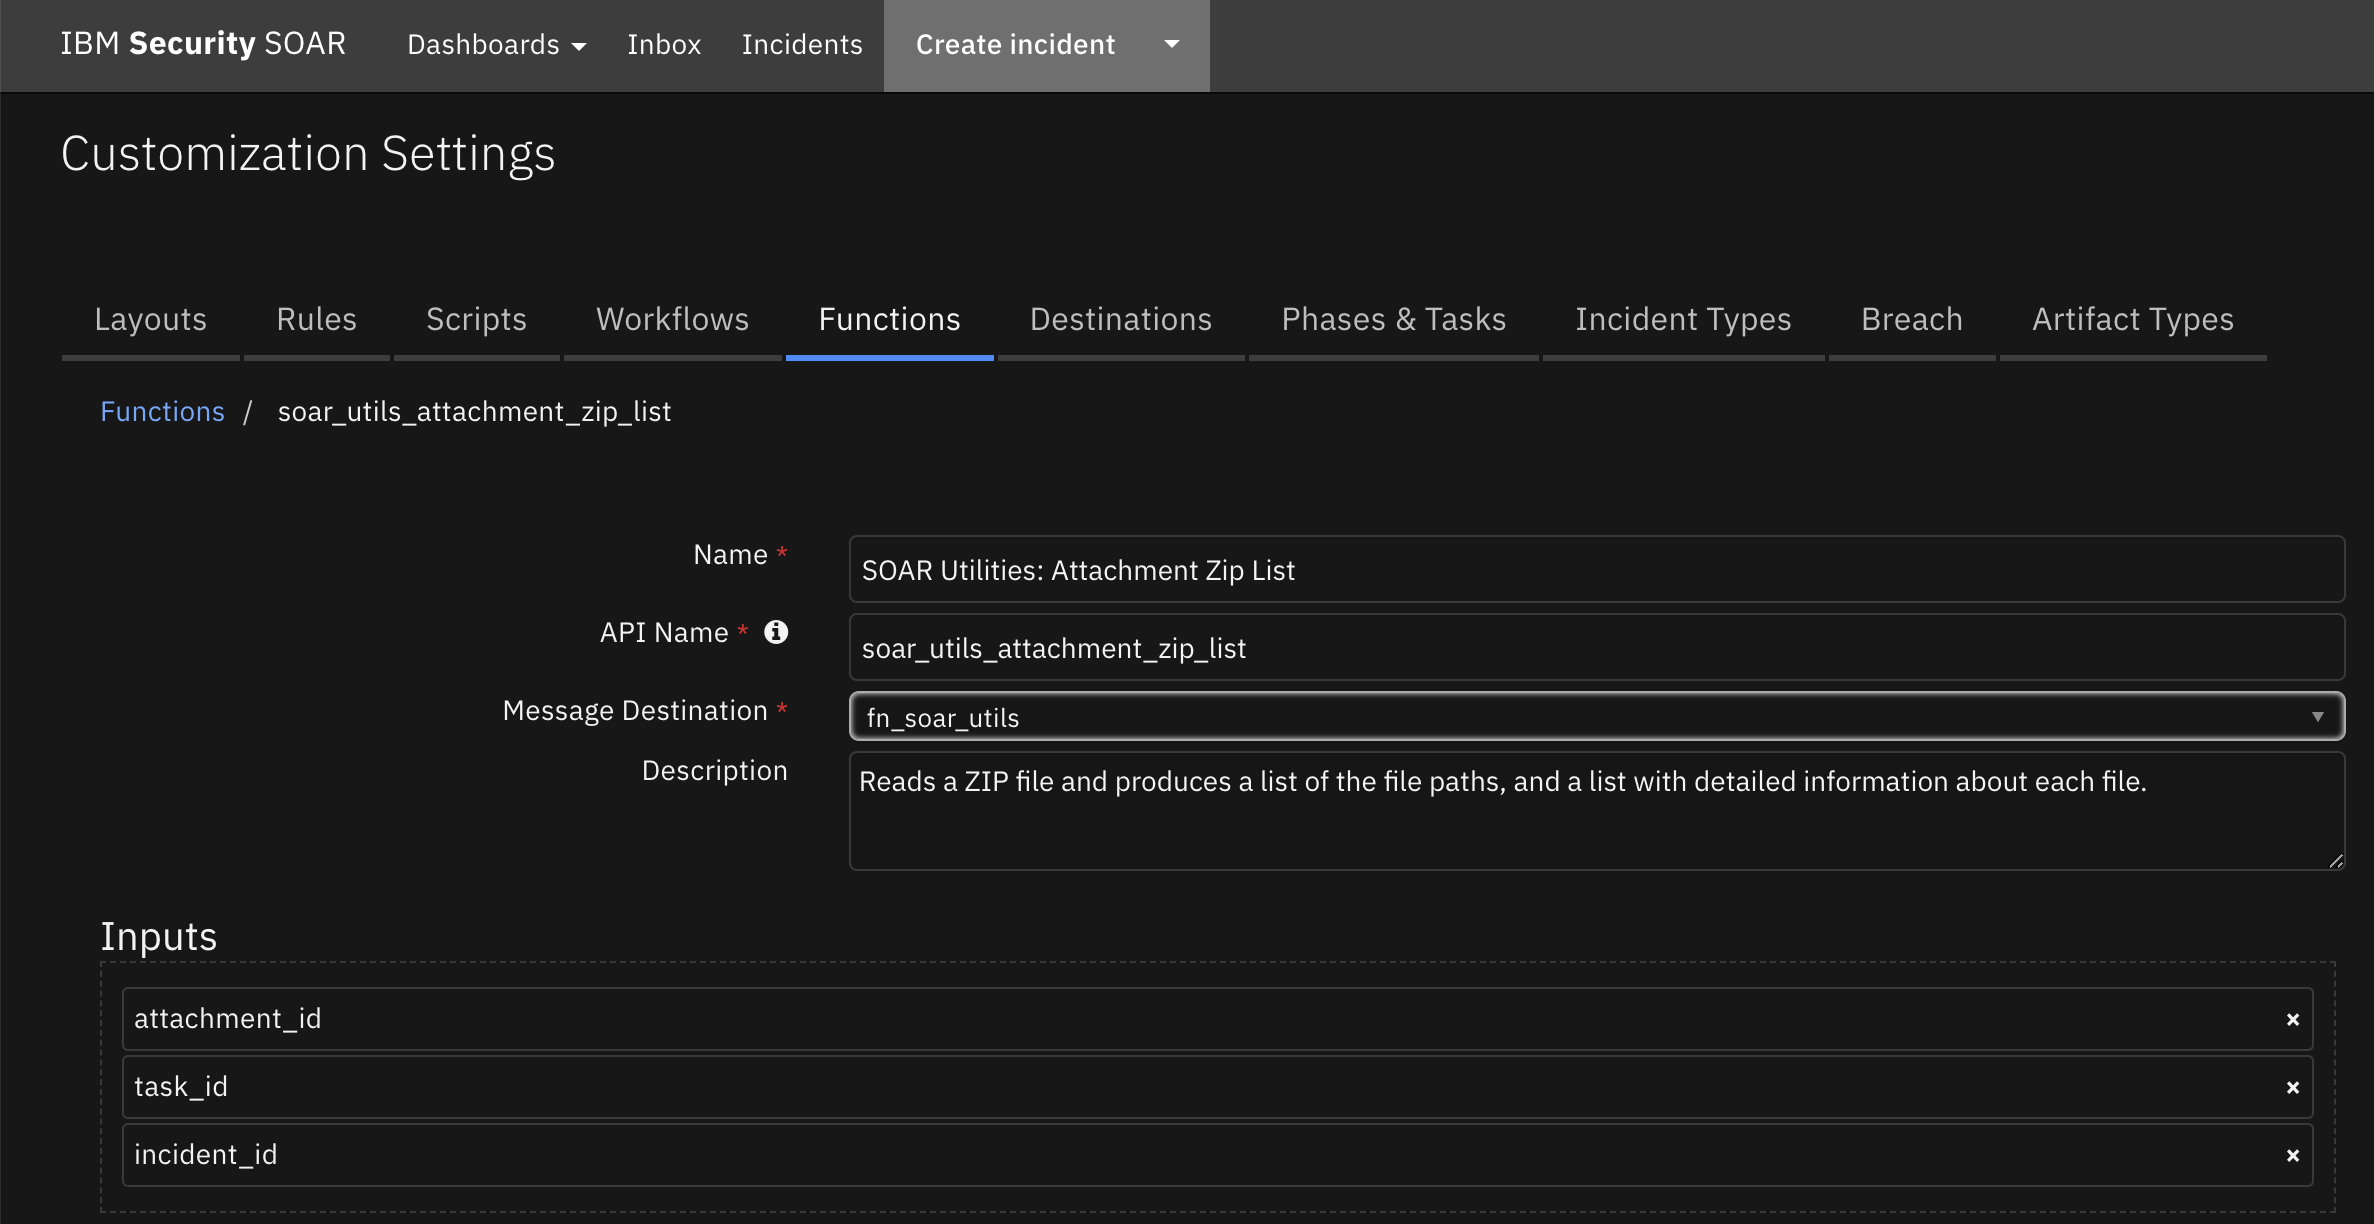 IBM Security SOAR Dashboards Inbox Incidents Create incident
Customization Settings
Layouts Rules Scripts Workflows Functions Destinations Phases & Tasks Incident Types Breach Artifact Types
Functions / soar_utils_attachment_zip_list
Name * SOAR Utilities: Attachment Zip List
API Name * soar_utils_attachment_zip_list
Message Destination * fn_soar_utils
Description Reads a ZIP file and produces a list of the file paths, and a list with detailed information about each file.
Inputs
attachment_id ×
task_id ×
incident_id ×